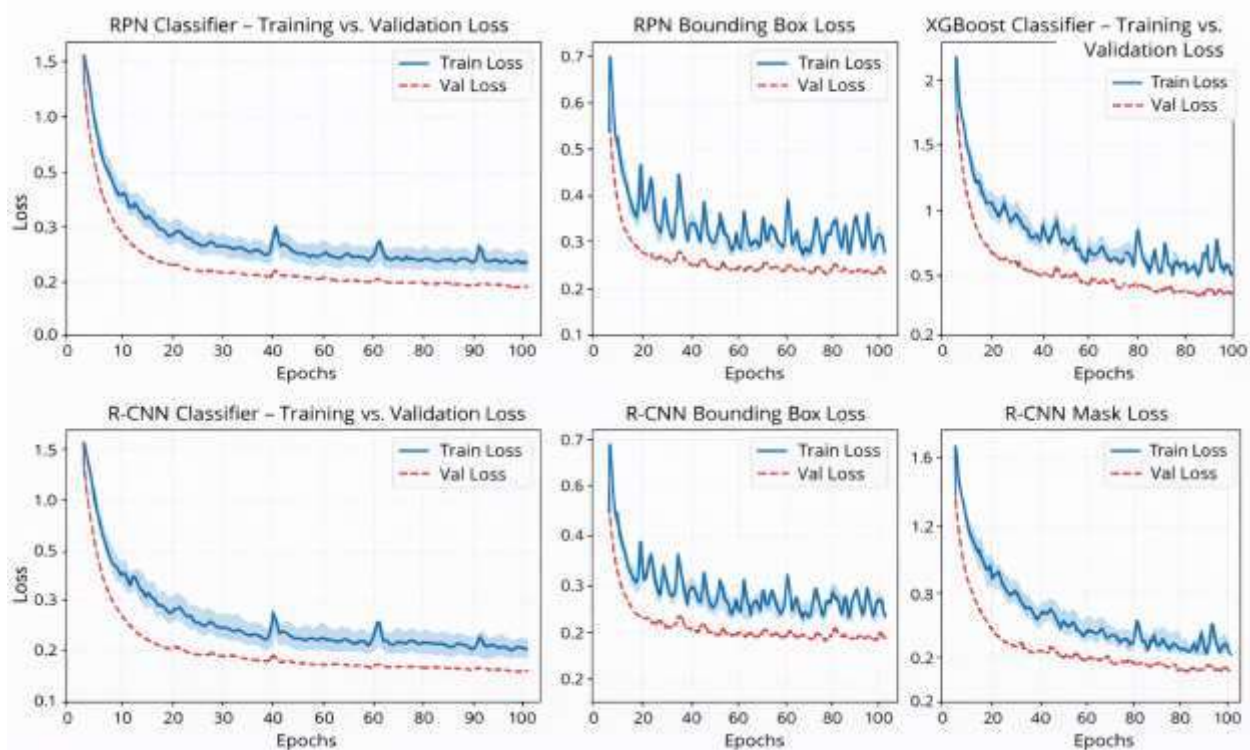 RPN Classifier – Training vs. Validation Loss
1.5
1.0
0.5
0.3
0.2
0.0
Loss
Train Loss
Val Loss
0 10 20 30 40 60 60 80 80 100
Epochs
RPN Bounding Box Loss
0.7
0.6
0.5
0.4
0.3
0.2
0.1
Train Loss
Val Loss
0 20 40 60 60 80 100
Epochs
XGBoost Classifier – Training vs.
Validation Loss
2
1.5
1
0.5
0.2
Train Loss
Val Loss
0 20 40 60 80 80 100
Epochs
R-CNN Classifier – Training vs. Validation Loss
1.5
1.0
0.5
0.3
0.2
0.1
Loss
Train Loss
Val Loss
0 10 20 30 40 60 60 80 80 100
Epochs
R-CNN Bounding Box Loss
0.7
0.6
0.4
0.3
0.2
0.2
Train Loss
Val Loss
0 20 40 60 60 80 100
Epochs
R-CNN Mask Loss
1.6
1.2
0.8
0.2
0.2
Train Loss
Val Loss
0 20 40 60 80 80 100
Epochs